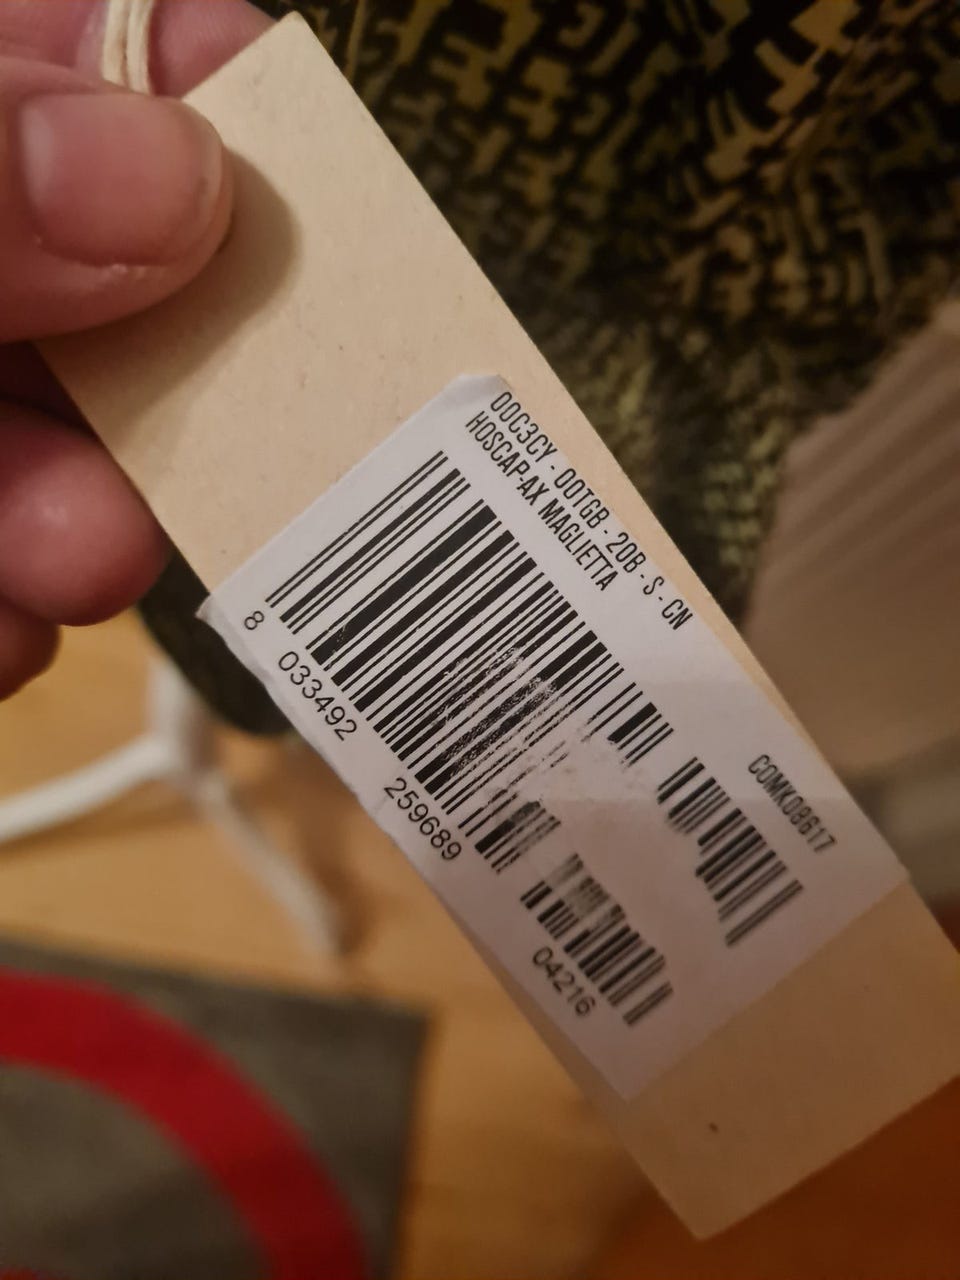 00C3CY - 00TGB - 20B - S - CN
HOSCAP-AX MAGLIETTA
8 033492 259689
04216
COMK08617